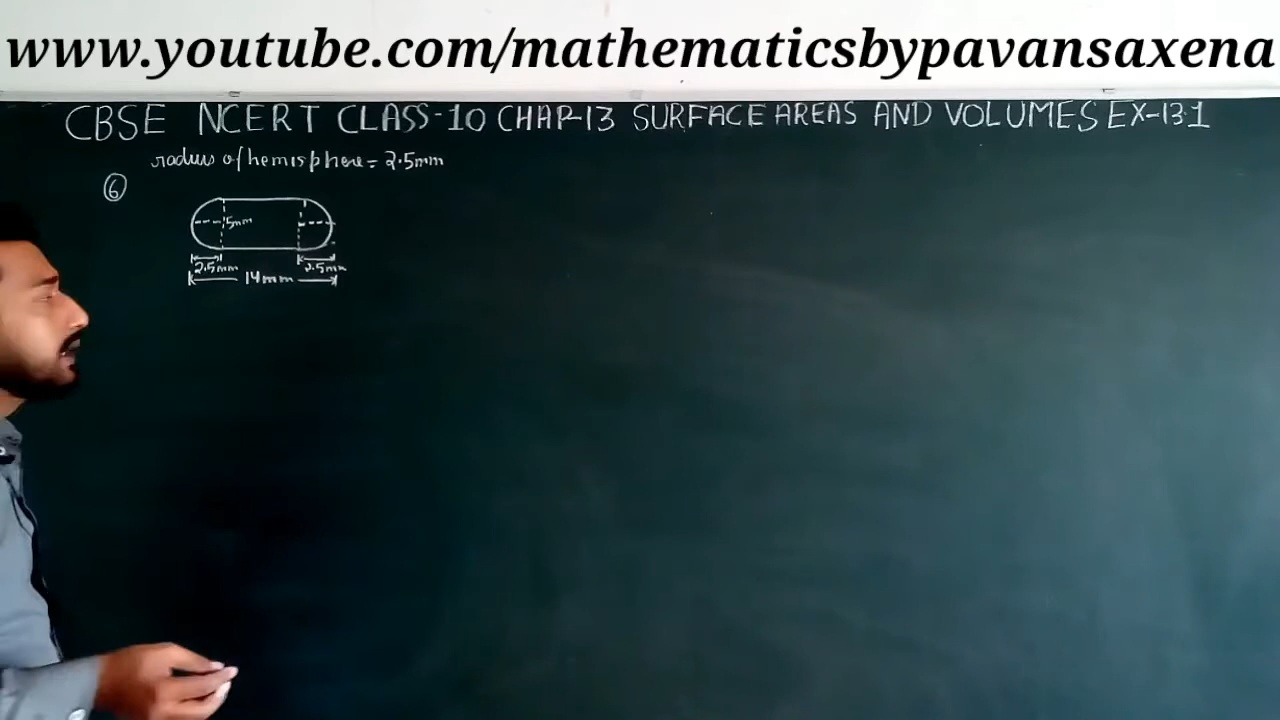 www.youtube.com/mathematicsbypavansaxena
CBSE NCERT CLASS-10 CHAP-13 SURFACE AREAS AND VOLUMES EX-13.1
radius of hemisphere = 2.5mm
6
5mm
2.5mm 2.5mm
14mm